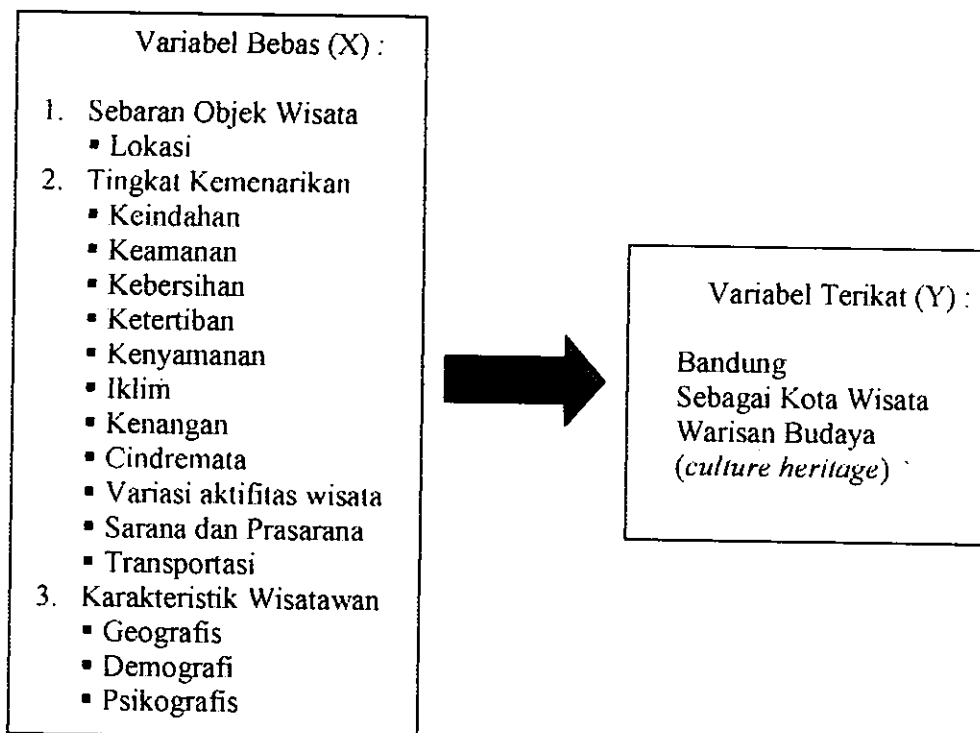 Variabel Bebas (X) :
1. Sebaran Objek Wisata
▪ Lokasi
2. Tingkat Kemenarikan
▪ Keindahan
▪ Keamanan
▪ Kebersihan
▪ Ketertiban
▪ Kenyamanan
▪ Iklim
▪ Kenangan
▪ Cindremata
▪ Variasi aktifitas wisata
▪ Sarana dan Prasarana
▪ Transportasi
3. Karakteristik Wisatawan
▪ Geografis
▪ Demografi
▪ Psikografis
Variabel Terikat (Y) :
Bandung
Sebagai Kota Wisata
Warisan Budaya
(culture heritage)